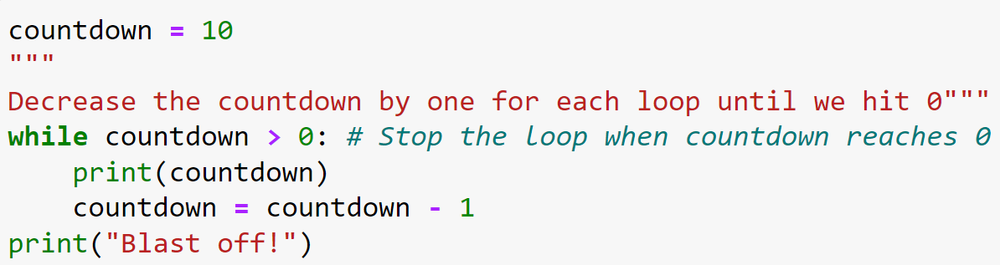 countdown = 10
"""
Decrease the countdown by one for each loop until we hit 0"""
while countdown > 0: # Stop the loop when countdown reaches 0
    print(countdown)
    countdown = countdown - 1
print("Blast off!")